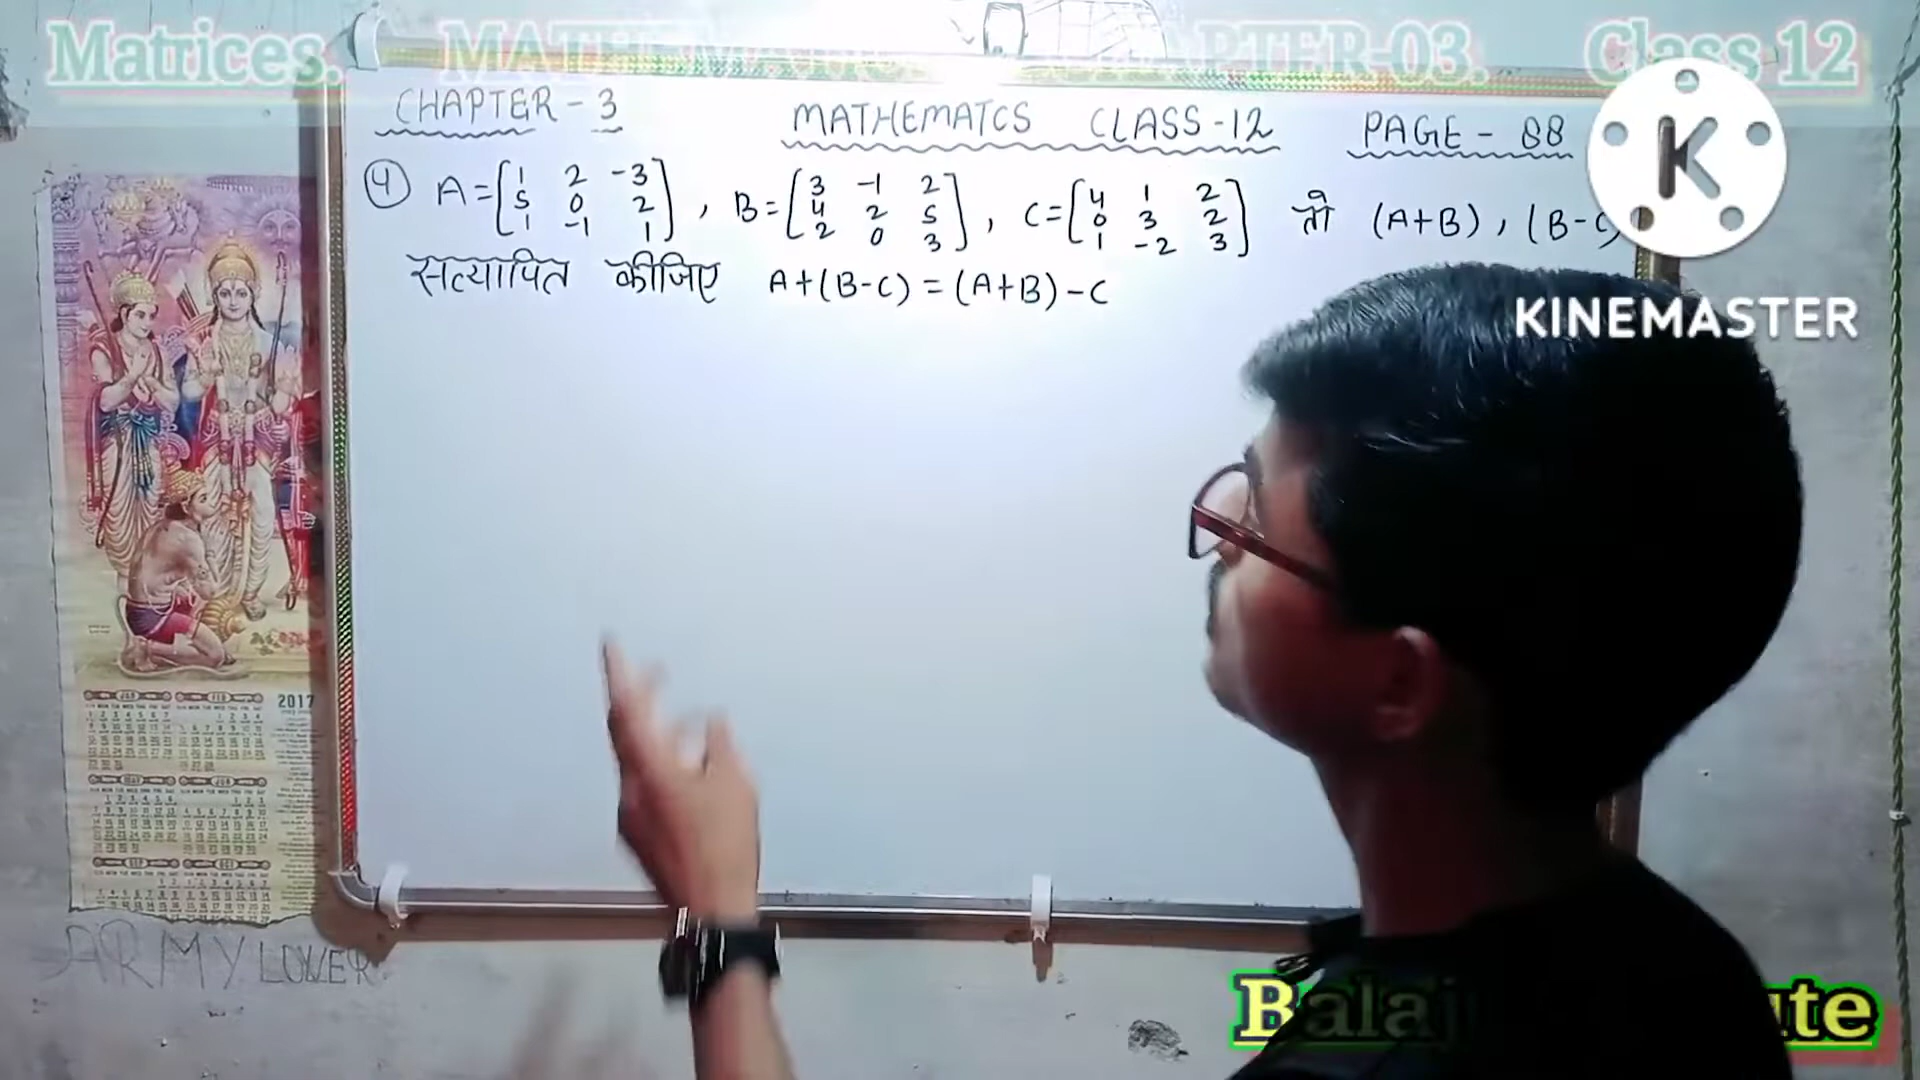 Matrices. CHAPTER-03. Class 12
CHAPTER - 3 MATHEMATCS CLASS-12 PAGE - 88
④ A = [1 2 -3 , B = [3 -1 2 , C = [4 1 2 तो (A+B), (B-C)
5 0 2 4 2 5 0 3 2
1 -1 1] 2 0 3] 1 -2 3]
सत्यापित कीजिए A+(B-C) = (A+B)-C
K
KINEMASTER
2017
ARMY LOVER